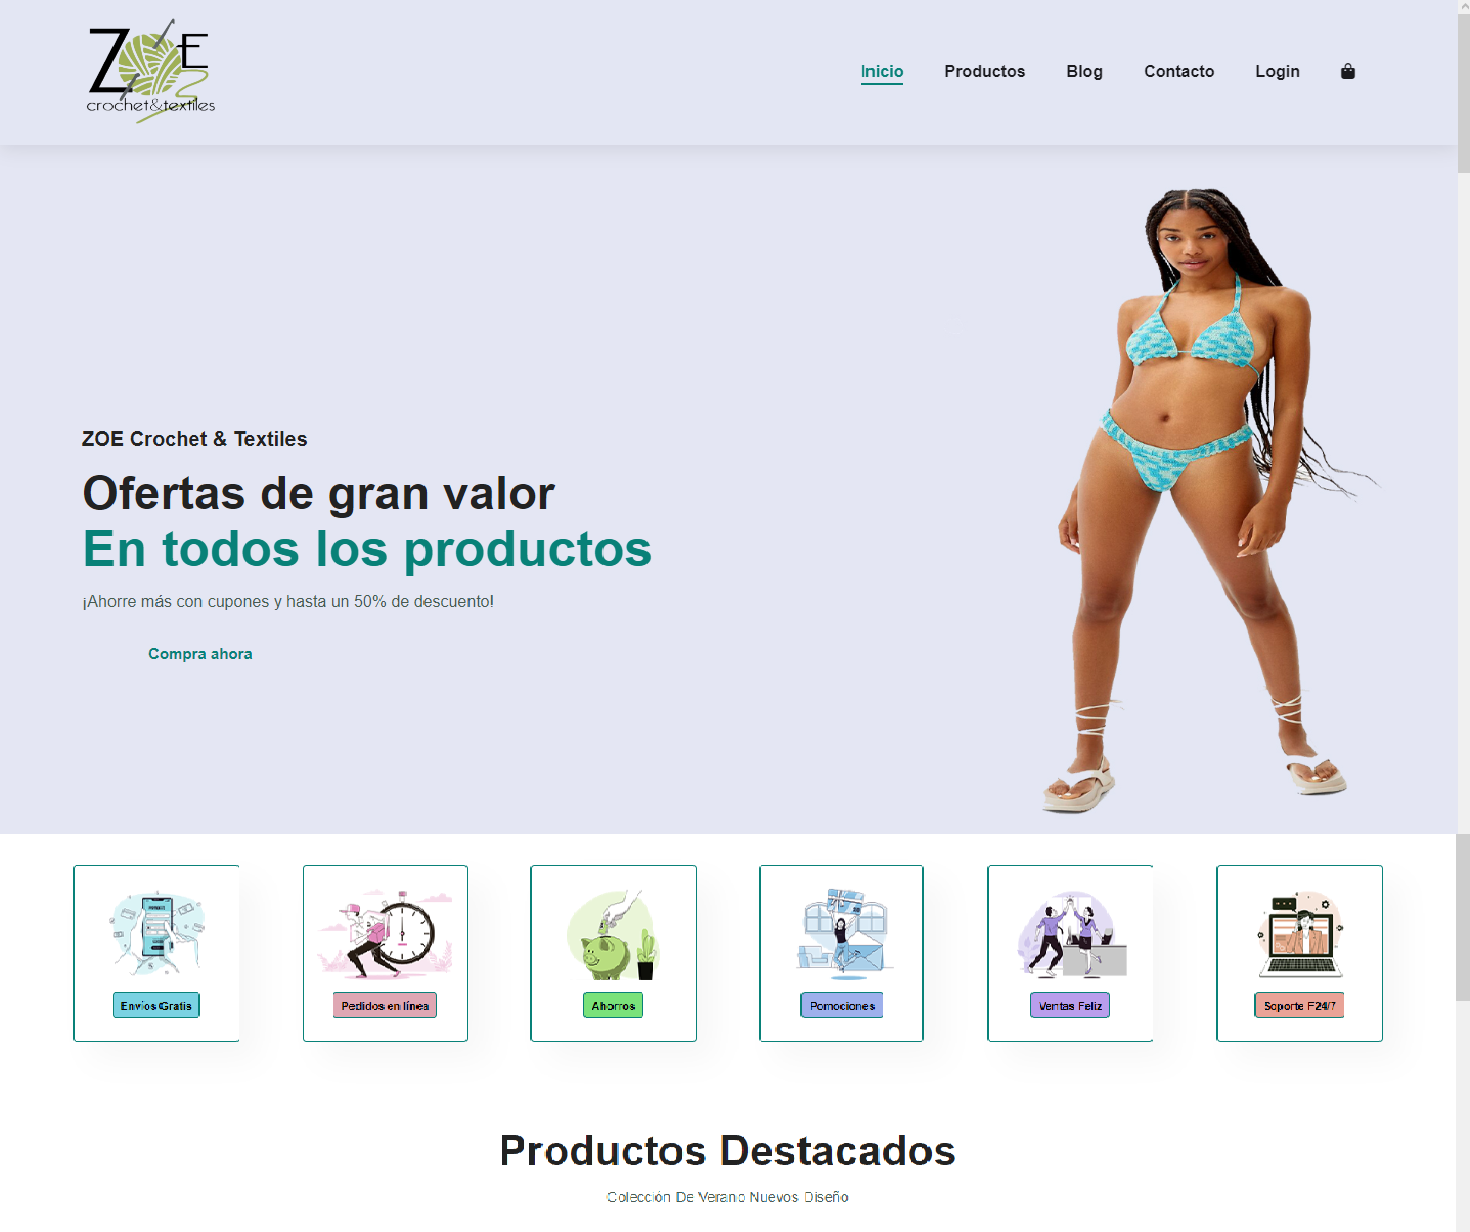 ZOE
crochet&textiles
Inicio
Productos
Blog
Contacto
Login
ZOE Crochet & Textiles
Ofertas de gran valor
En todos los productos
¡Ahorre más con cupones y hasta un 50% de descuento!
Compra ahora
Envíos Gratis
Pedidos en línea
Ahorros
Pomociones
Ventas Feliz
Soporte F24/7
Productos Destacados
Colección De Verano Nuevos Diseño